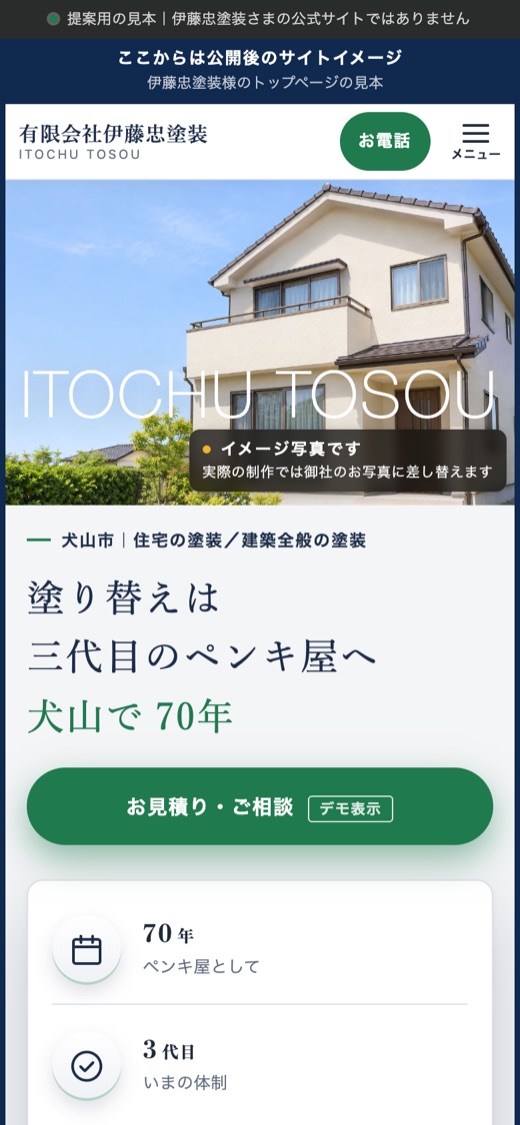 提案用の見本｜伊藤忠塗装さまの公式サイトではありません
ここからは公開後のサイトイメージ
伊藤忠塗装様のトップページの見本
有限会社伊藤忠塗装
ITOCHU TOSOU
お電話
メニュー
ITOCHU TOSOU
イメージ写真です
実際の制作では御社のお写真に差し替えます
犬山市｜住宅の塗装／建築全般の塗装
塗り替えは
三代目のペンキ屋へ
犬山で 70年
お見積り・ご相談 デモ表示
70 年
ペンキ屋として
3 代目
いまの体制